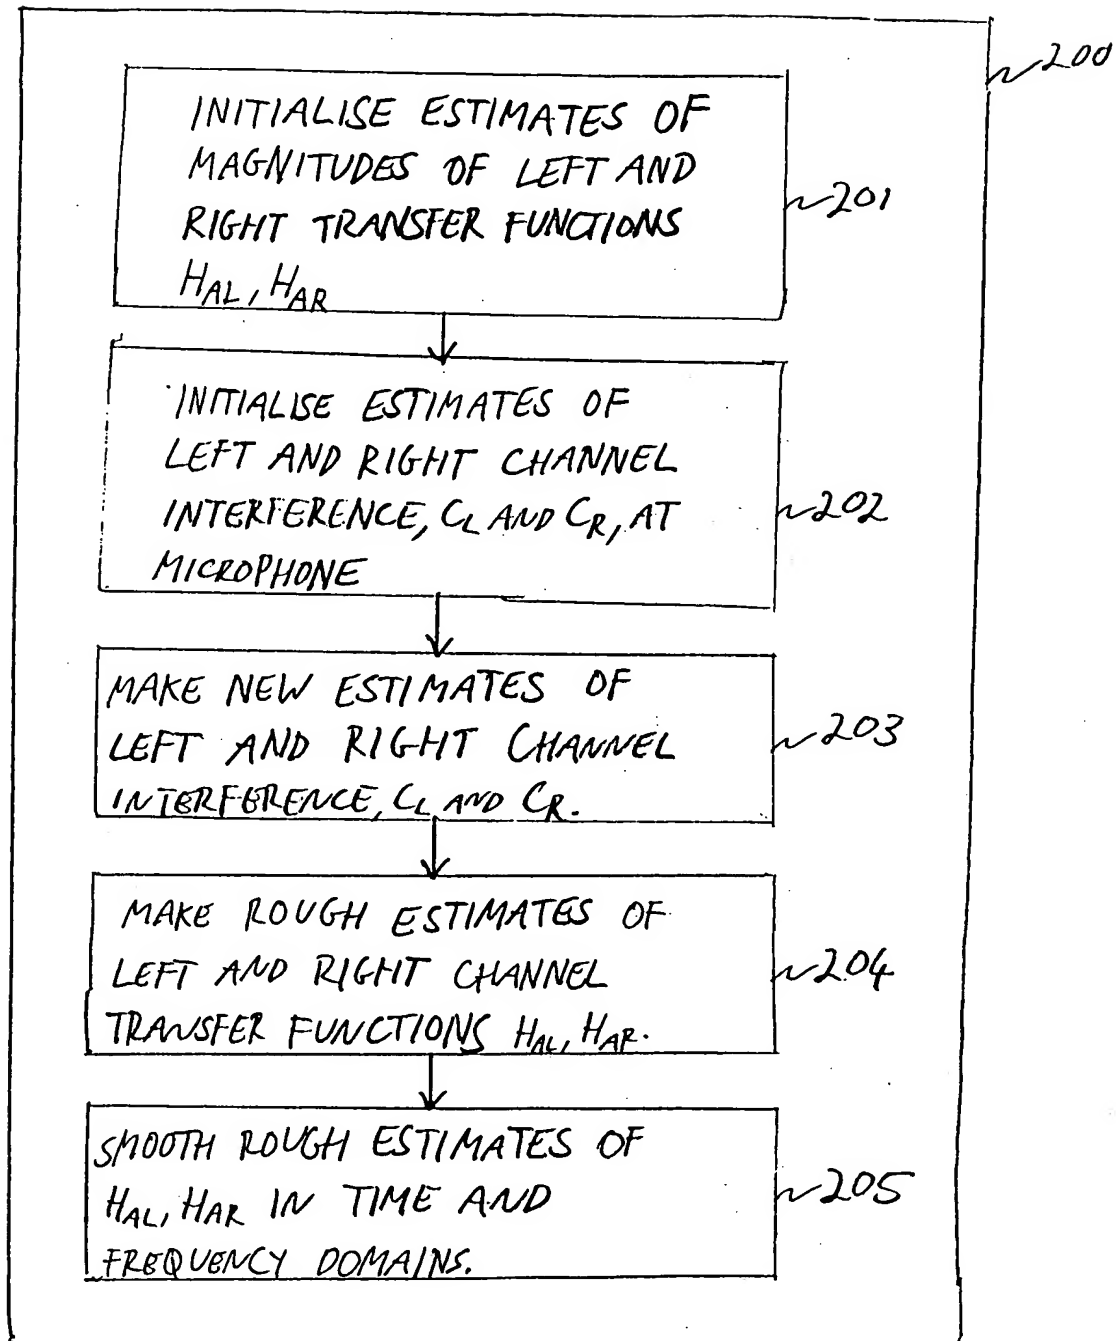 200
INITIALISE ESTIMATES OF
MAGNITUDES OF LEFT AND
RIGHT TRANSFER FUNCTIONS
HAL, HAR
201
INITIALISE ESTIMATES OF
LEFT AND RIGHT CHANNEL
INTERFERENCE, CL AND CR, AT
MICROPHONE
202
MAKE NEW ESTIMATES OF
LEFT AND RIGHT CHANNEL
INTERFERENCE, CL AND CR.
203
MAKE ROUGH ESTIMATES OF
LEFT AND RIGHT CHANNEL
TRANSFER FUNCTIONS HAL, HAR.
204
SMOOTH ROUGH ESTIMATES OF
HAL, HAR IN TIME AND
FREQUENCY DOMAINS.
205